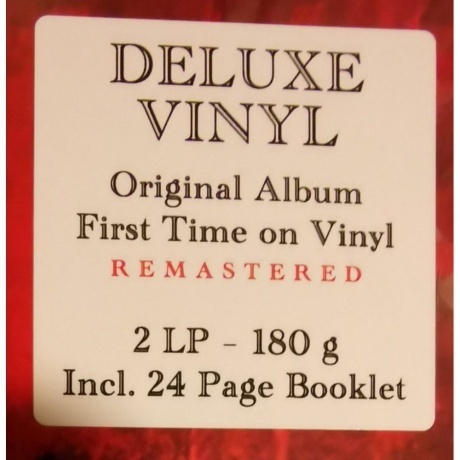 DELUXE
VINYL
Original Album
First Time on Vinyl
REMASTERED
2 LP - 180 g
Incl. 24 Page Booklet